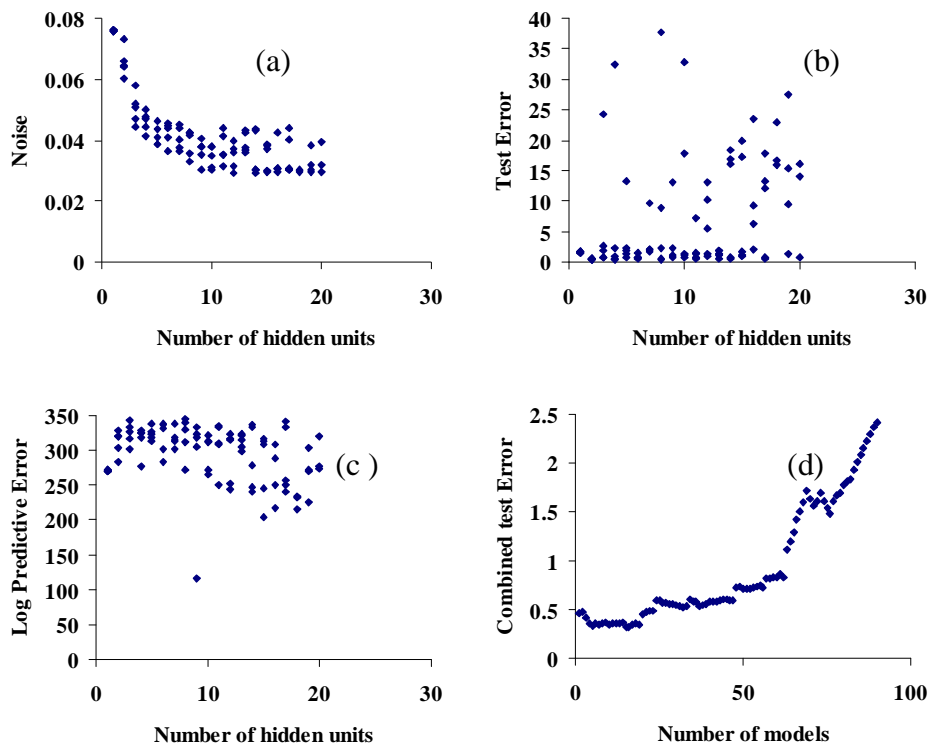 0.08
0.06
0.04
0.02
0
Noise
(a)
0 10 20 30
Number of hidden units
40
35
30
25
20
15
10
5
0
Test Error
(b)
0 10 20 30
Number of hidden units
350
300
250
200
150
100
50
0
Log Predictive Error
(c )
0 10 20 30
Number of hidden units
2.5
2
1.5
1
0.5
0
Combined test Error
(d)
0 50 100
Number of models